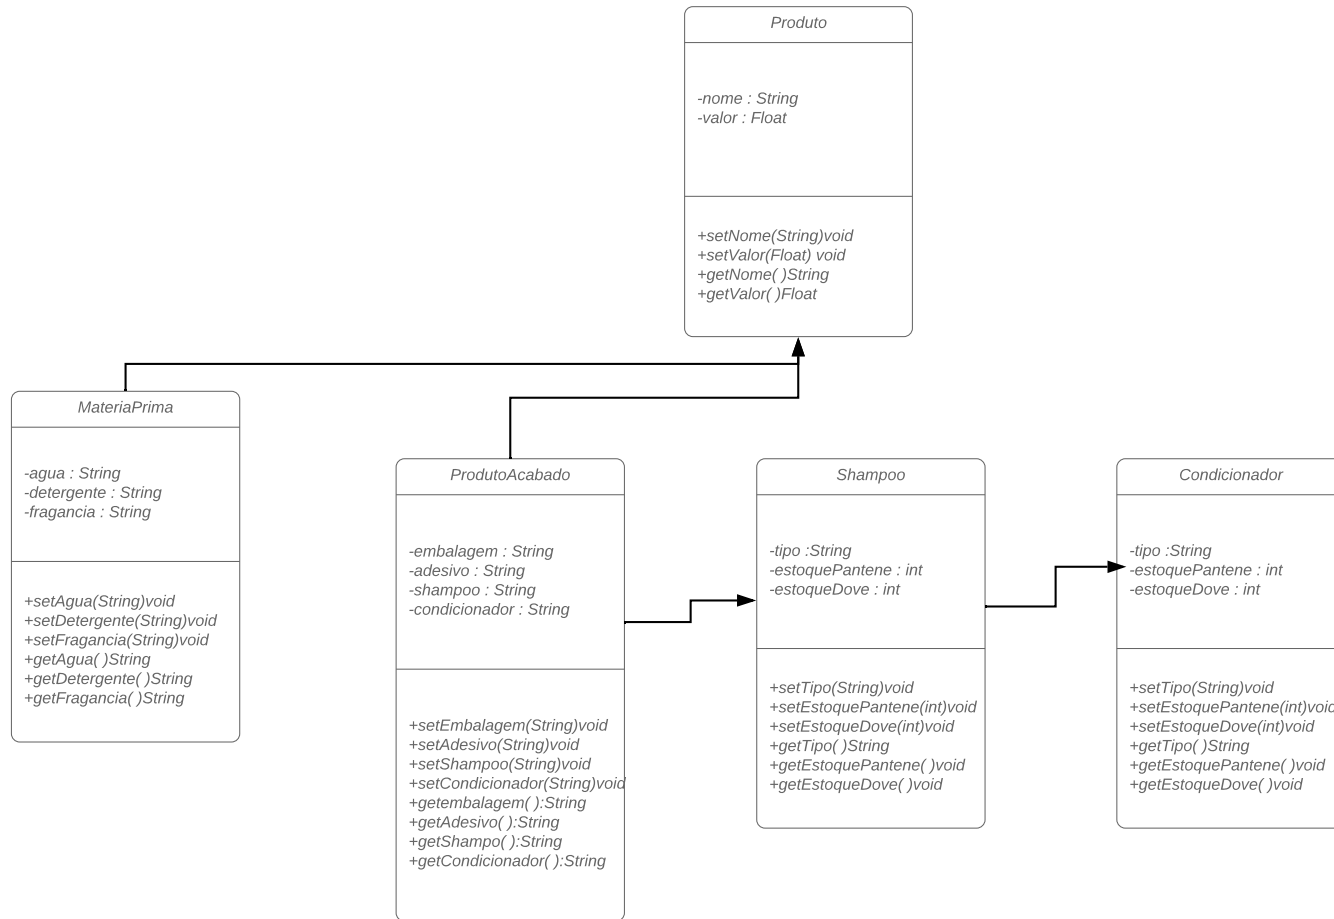 Produto
-nome : String
-valor : Float
+setNome(String)void
+setValor(Float) void
+getNome( )String
+getValor( )Float
MateriaPrima
-agua : String
-detergente : String
-fragancia : String
+setAgua(String)void
+setDetergente(String)void
+setFragancia(String)void
+getAgua( )String
+getDetergente( )String
+getFragancia( )String
ProdutoAcabado
-embalagem : String
-adesivo : String
-shampoo : String
-condicionador : String
+setEmbalagem(String)void
+setAdesivo(String)void
+setShampoo(String)void
+setCondicionador(String)void
+getembalagem( ):String
+getAdesivo( ):String
+getShampo( ):String
+getCondicionador( ):String
Shampoo
-tipo :String
-estoquePantene : int
-estoqueDove : int
+setTipo(String)void
+setEstoquePantene(int)void
+setEstoqueDove(int)void
+getTipo( )String
+getEstoquePantene( )void
+getEstoqueDove( )void
Condicionador
-tipo :String
-estoquePantene : int
-estoqueDove : int
+setTipo(String)void
+setEstoquePantene(int)void
+setEstoqueDove(int)void
+getTipo( )String
+getEstoquePantene( )void
+getEstoqueDove( )void